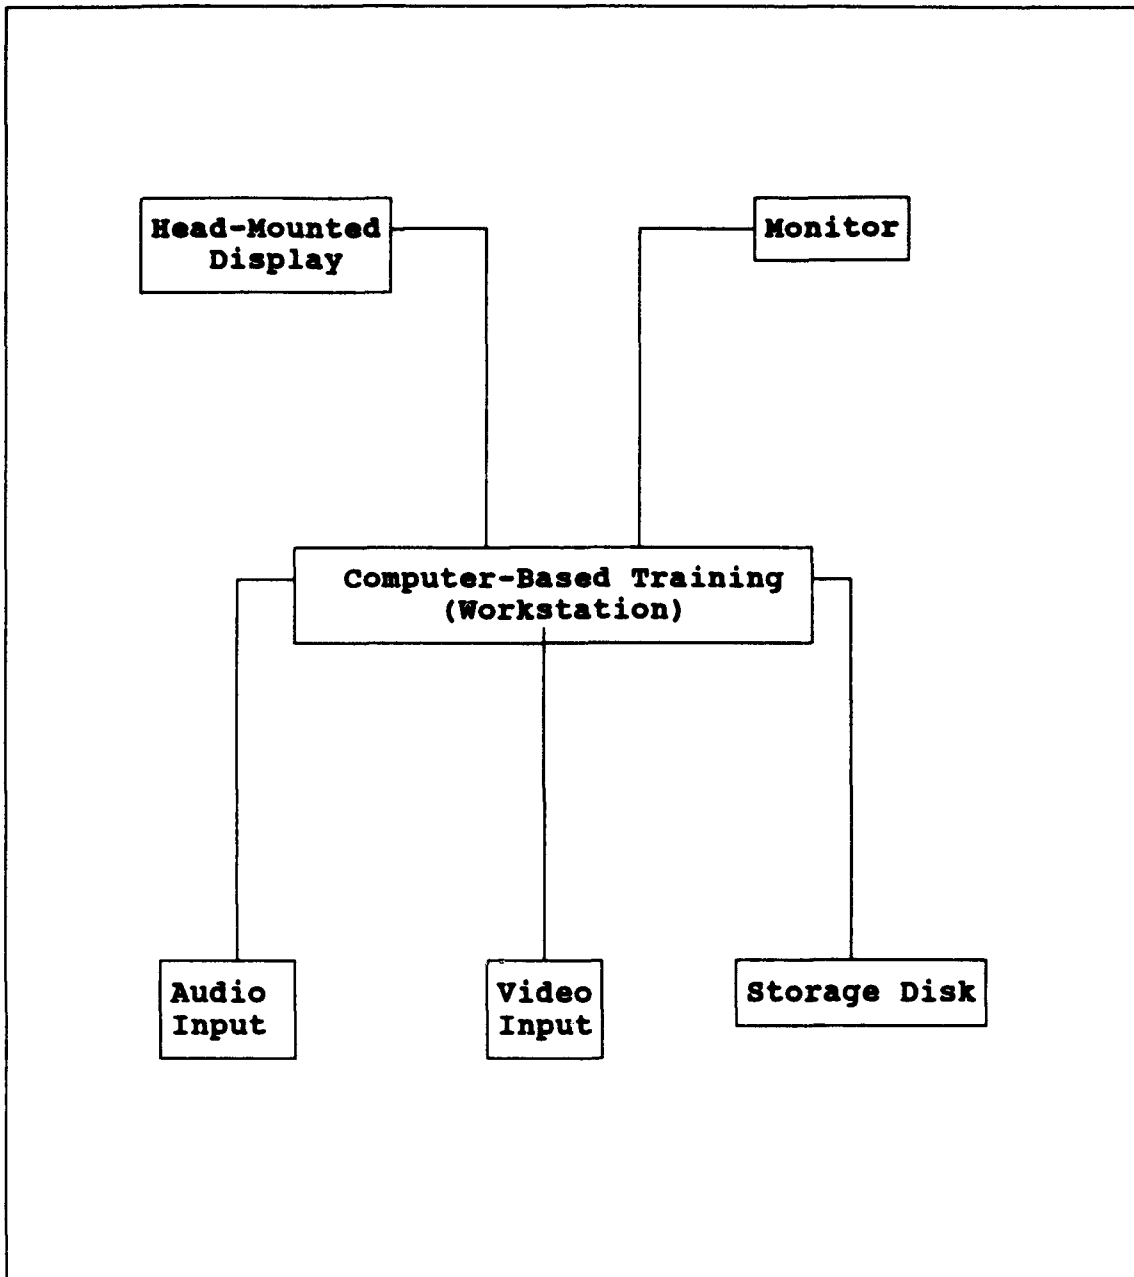 Head-Mounted
Display
Monitor
Computer-Based Training
(Workstation)
Audio
Input
Video
Input
Storage Disk